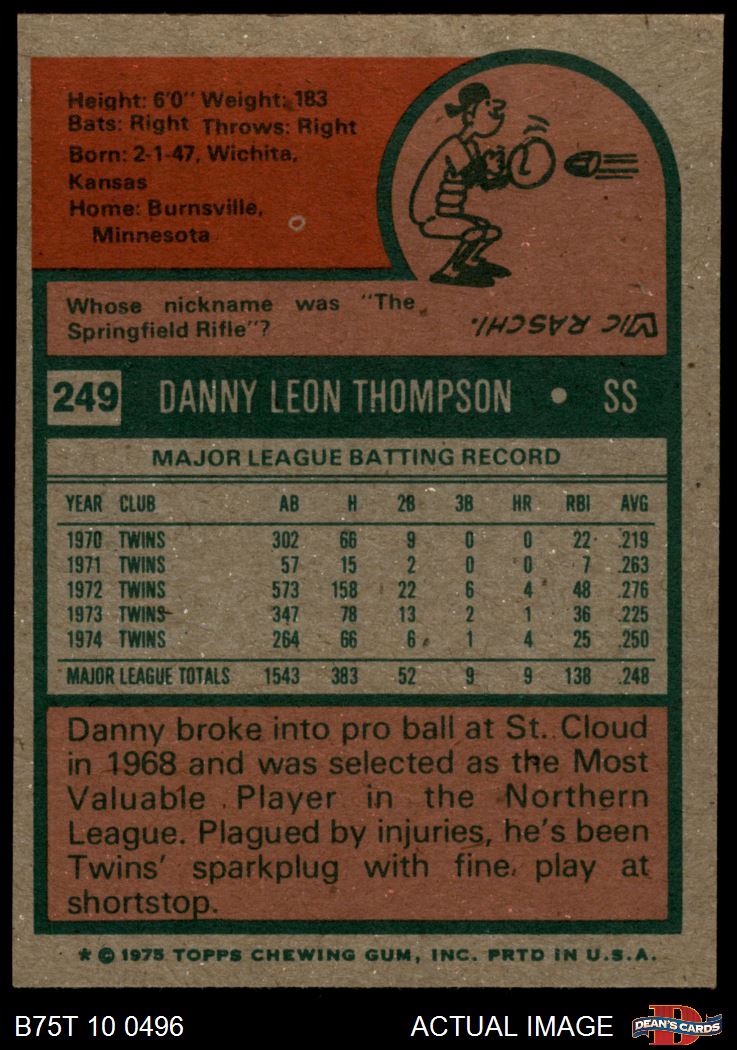 Height: 6'0" Weight: 183
Bats: Right Throws: Right
Born: 2-1-47, Wichita,
Kansas
Home: Burnsville,
Minnesota
Whose nickname was "The
Springfield Rifle"?
VIC RASCHI.
249 DANNY LEON THOMPSON • SS
MAJOR LEAGUE BATTING RECORD
YEAR CLUB AB H 2B 3B HR RBI AVG
1970 TWINS 302 66 9 0 0 22 .219
1971 TWINS 57 15 2 0 0 7 .263
1972 TWINS 573 158 22 6 4 48 .276
1973 TWINS 347 78 13 2 1 36 .225
1974 TWINS 264 66 6 1 4 25 .250
MAJOR LEAGUE TOTALS 1543 383 52 9 9 138 .248
Danny broke into pro ball at St. Cloud
in 1968 and was selected as the Most
Valuable Player in the Northern
League. Plagued by injuries, he's been
Twins' sparkplug with fine play at
shortstop.
* © 1975 TOPPS CHEWING GUM, INC. PRTD IN U.S.A.
B75T 10 0496 ACTUAL IMAGE
DEAN'S CARDS